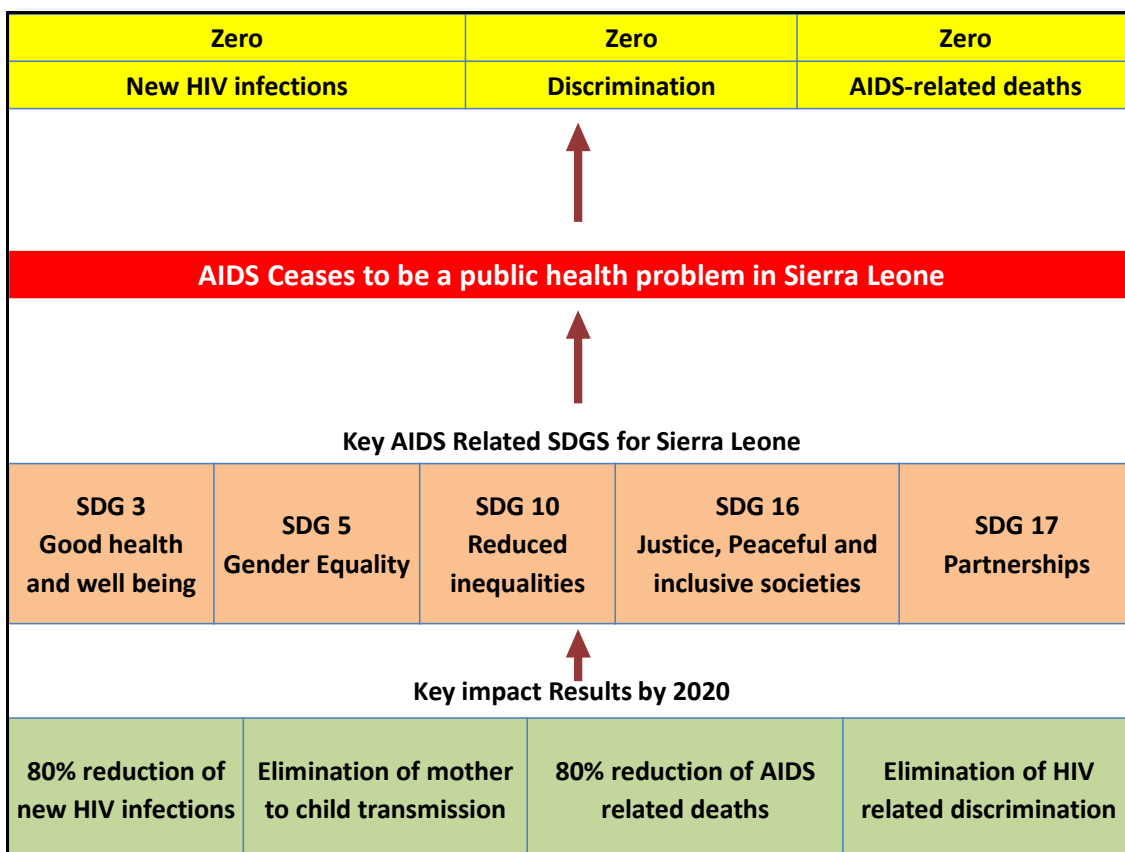 Zero
Zero
Zero
New HIV infections
Discrimination
AIDS-related deaths
AIDS Ceases to be a public health problem in Sierra Leone
Key AIDS Related SDGS for Sierra Leone
SDG 3
Good health
and well being
SDG 5
Gender Equality
SDG 10
Reduced
inequalities
SDG 16
Justice, Peaceful and
inclusive societies
SDG 17
Partnerships
Key impact Results by 2020
80% reduction of
new HIV infections
Elimination of mother
to child transmission
80% reduction of AIDS
related deaths
Elimination of HIV
related discrimination